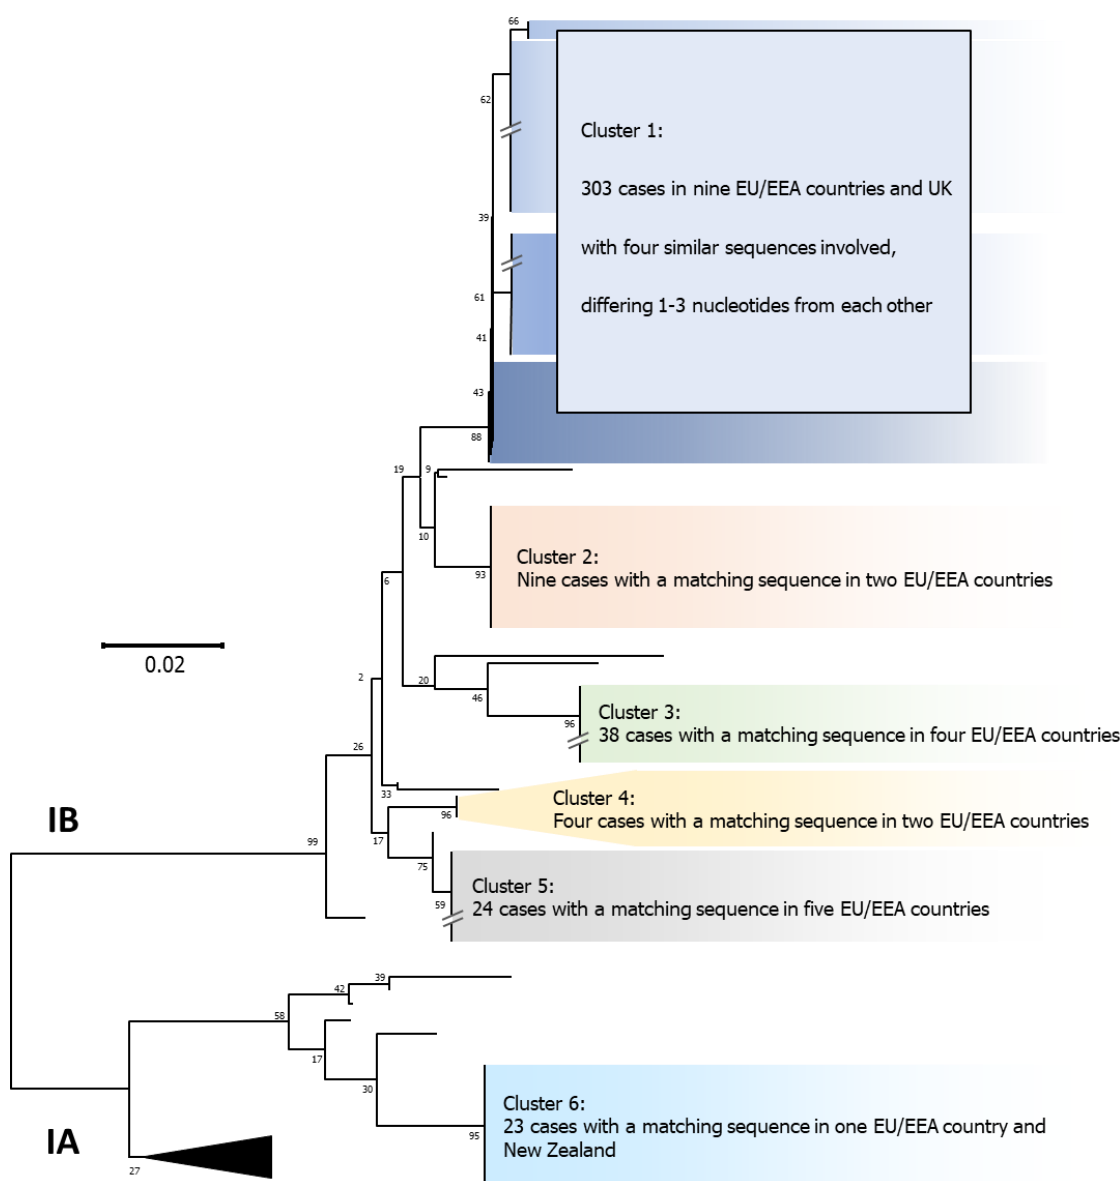 66
62
Cluster 1:
303 cases in nine EU/EEA countries and UK
39
with four similar sequences involved,
61
differing 1-3 nucleotides from each other
41
43
88
19
9
10
Cluster 2:
93
Nine cases with a matching sequence in two EU/EEA countries
6
0.02
2
20
46
96
Cluster 3:
38 cases with a matching sequence in four EU/EEA countries
26
33
Cluster 4:
96
Four cases with a matching sequence in two EU/EEA countries
IB
99
17
75
Cluster 5:
59
24 cases with a matching sequence in five EU/EEA countries
39
42
58
17
30
Cluster 6:
95
23 cases with a matching sequence in one EU/EEA country and
New Zealand
IA
27